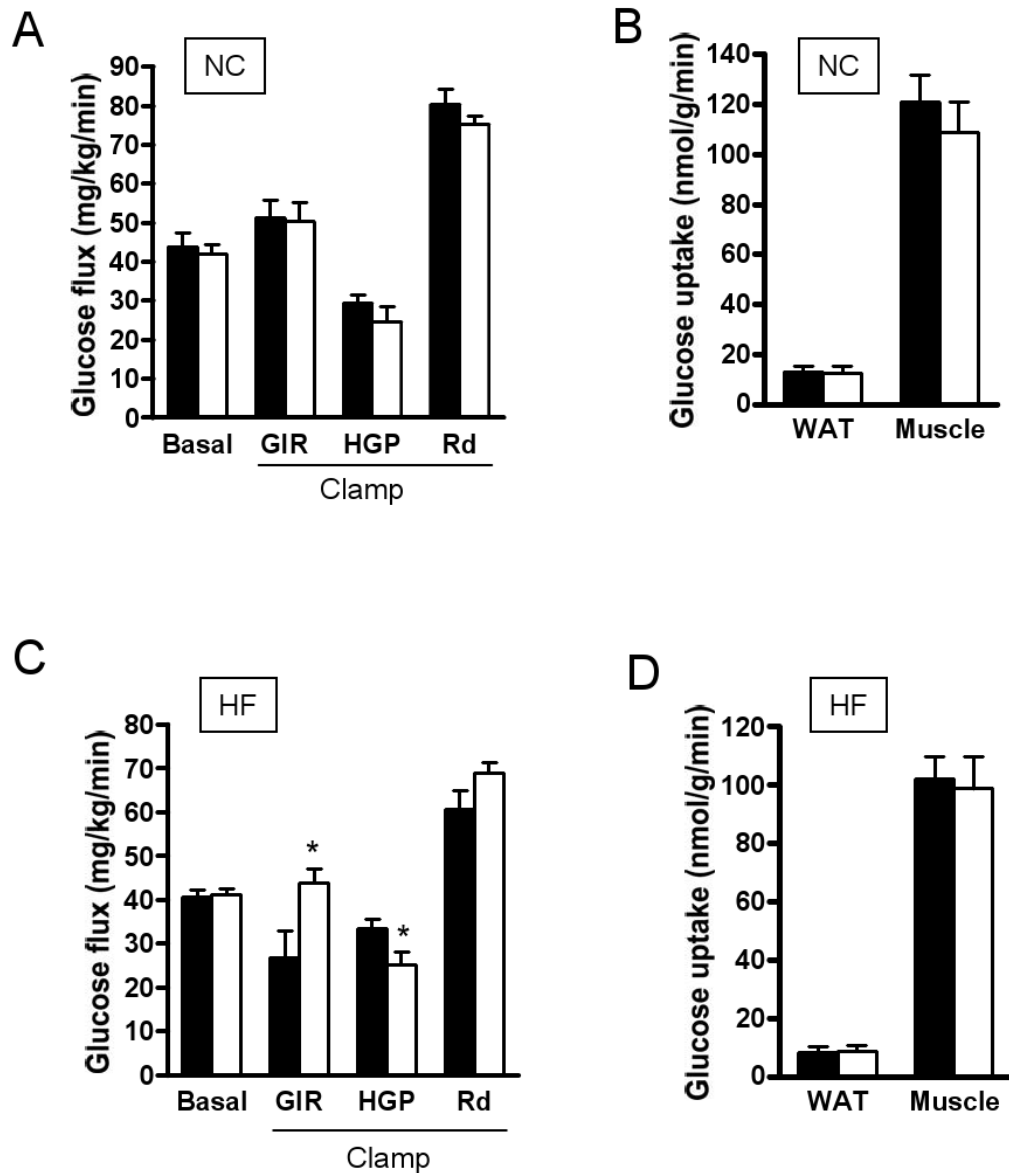 A
NC
Glucose flux (mg/kg/min)
90
80
70
60
50
40
30
20
10
0
Basal GIR HGP Rd
Clamp
B
NC
Glucose uptake (nmol/g/min)
140
120
100
80
60
40
20
0
WAT Muscle
C
HF
Glucose flux (mg/kg/min)
80
70
60
50
40
30
20
10
0
*
*
Basal GIR HGP Rd
Clamp
D
HF
Glucose uptake (nmol/g/min)
120
100
80
60
40
20
0
WAT Muscle